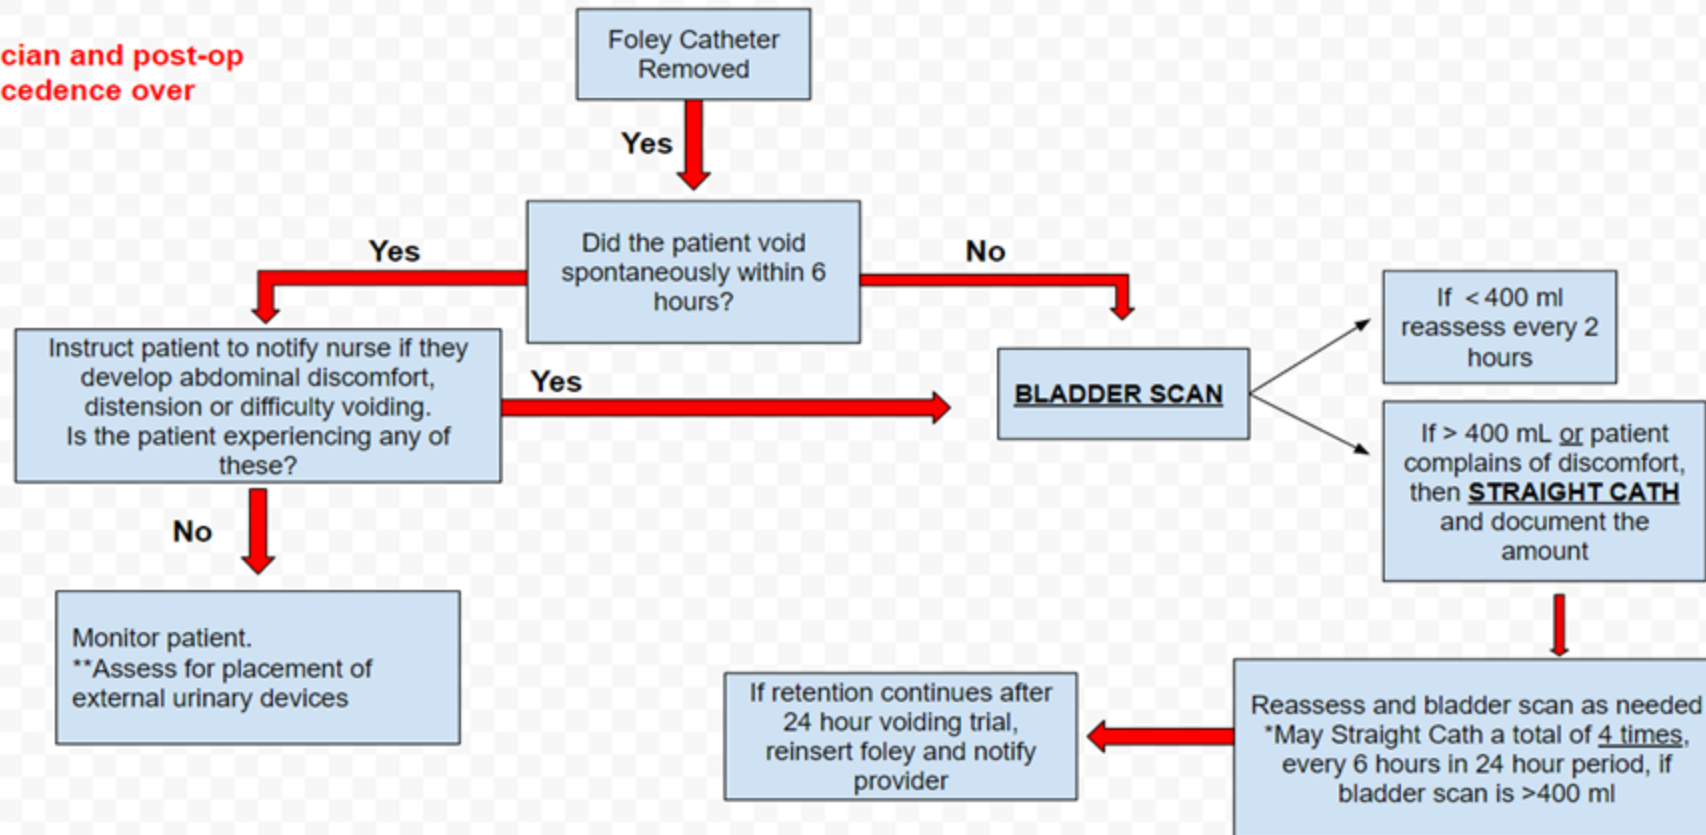 cian and post-op
cedence over
Foley Catheter
Removed
Yes
Did the patient void
spontaneously within 6
hours?
Yes
No
Instruct patient to notify nurse if they
develop abdominal discomfort,
distension or difficulty voiding.
Is the patient experiencing any of
these?
Yes
BLADDER SCAN
If < 400 ml
reassess every 2
hours
If > 400 mL or patient
complains of discomfort,
then STRAIGHT CATH
and document the
amount
No
Monitor patient.
**Assess for placement of
external urinary devices
Reassess and bladder scan as needed
*May Straight Cath a total of 4 times,
every 6 hours in 24 hour period, if
bladder scan is >400 ml
If retention continues after
24 hour voiding trial,
reinsert foley and notify
provider